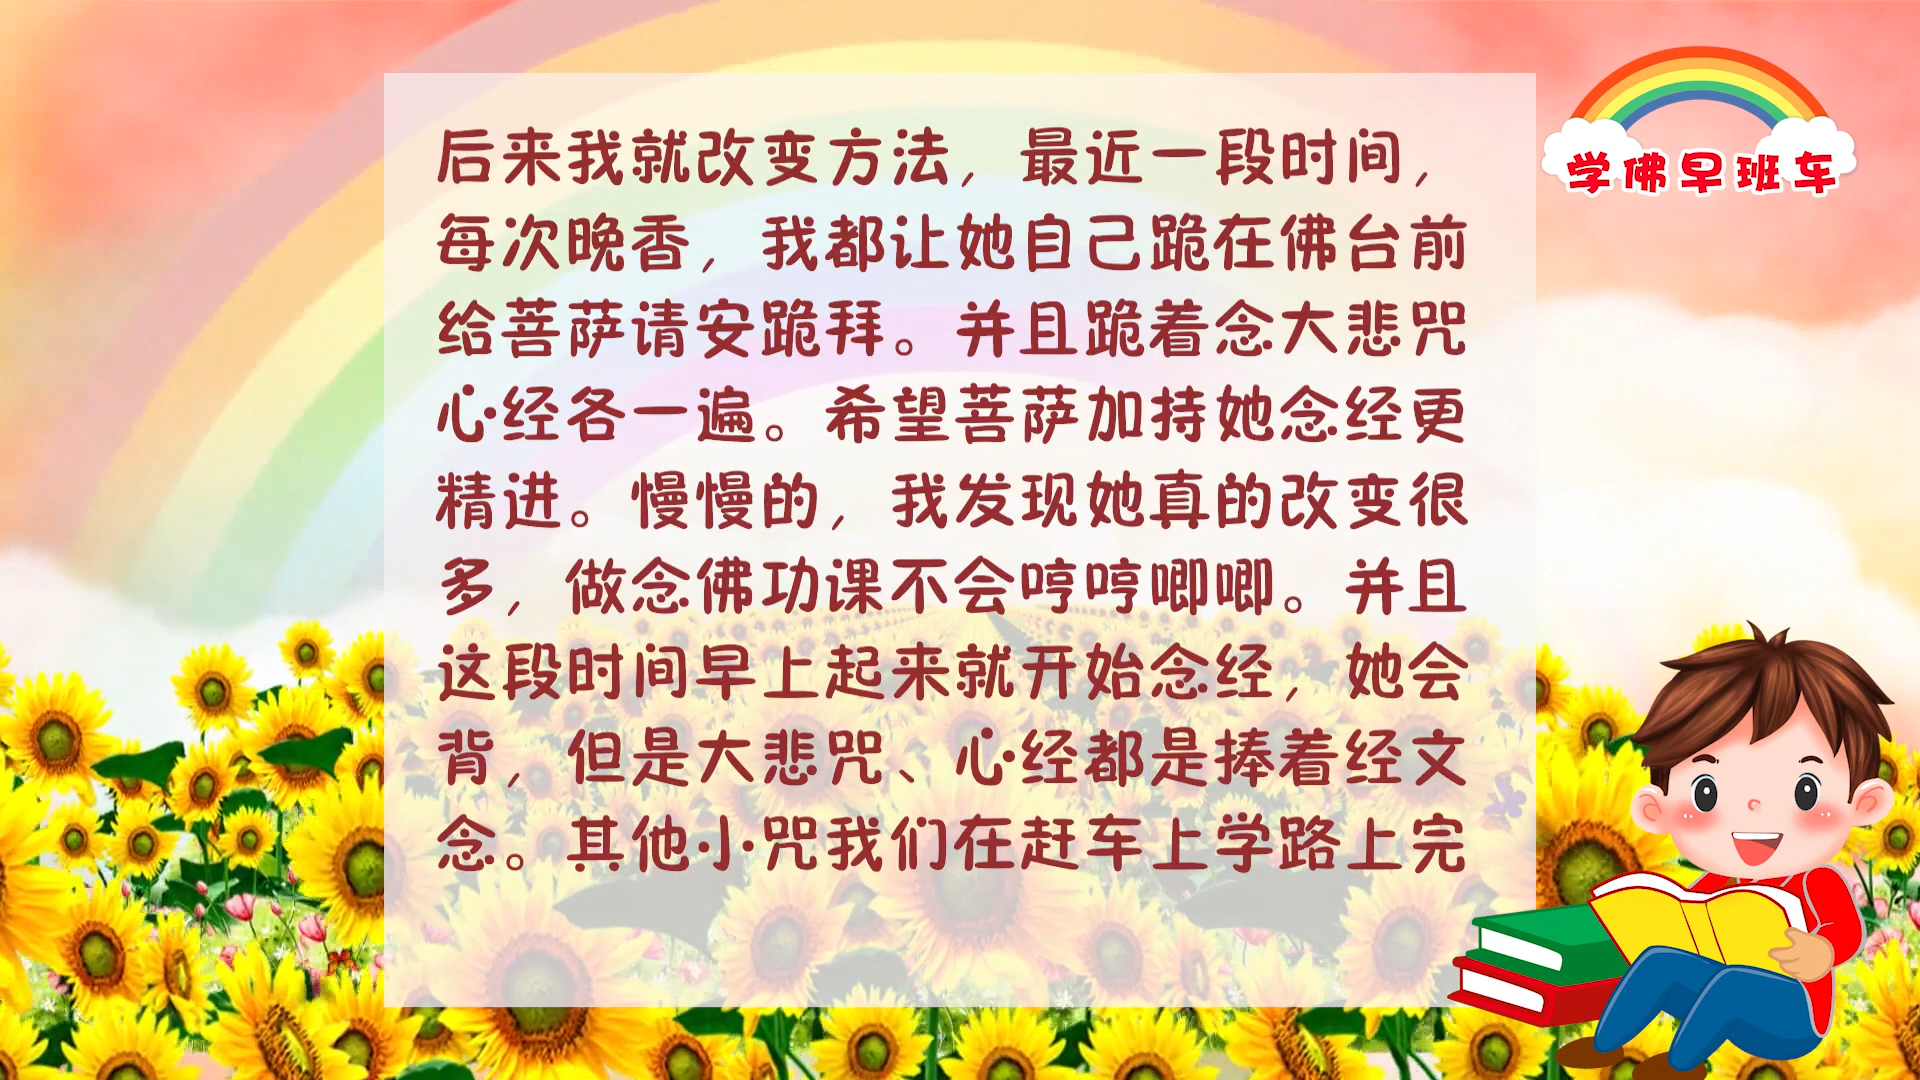 学佛早班车
后来我就改变方法，最近一段时间，
每次晚香，我都让她自己跪在佛台前
给菩萨请安跪拜。并且跪着念大悲咒
心经各一遍。希望菩萨加持她念经更
精进。慢慢的，我发现她真的改变很
多，做念佛功课不会哼哼唧唧。并且
这段时间早上起来就开始念经，她会
背，但是大悲咒、心经都是捧着经文
念。其他小咒我们在赶车上学路上完